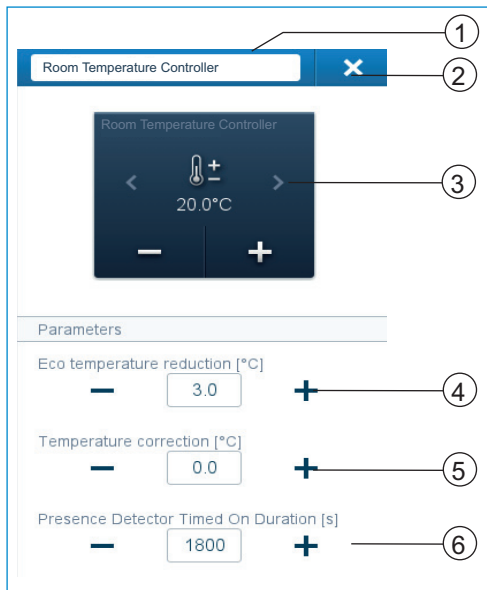 1
Room Temperature Controller
2
Room Temperature Controller
3
20.0°C
Parameters
Eco temperature reduction [°C]
3.0
4
Temperature correction [°C]
0.0
5
Presence Detector Timed On Duration [s]
1800
6